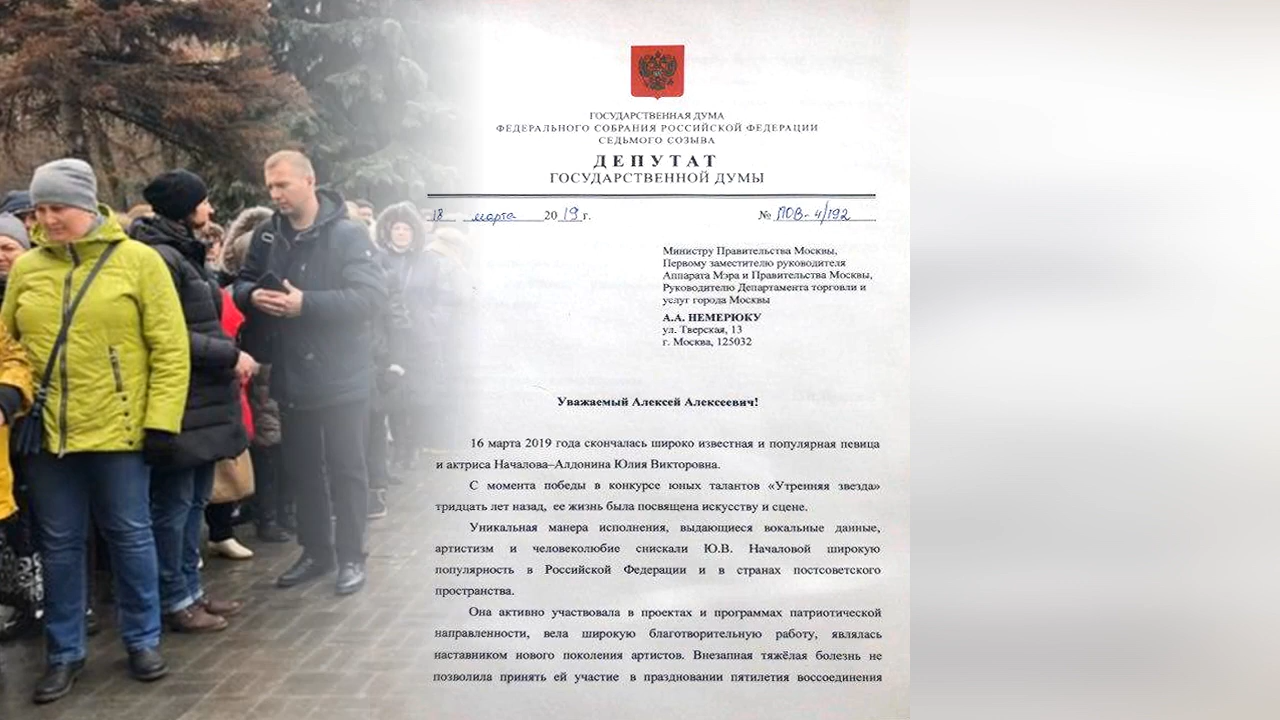 ГОСУДАРСТВЕННАЯ ДУМА
ФЕДЕРАЛЬНОГО СОБРАНИЯ РОССИЙСКОЙ ФЕДЕРАЦИИ
СЕДЬМОГО СОЗЫВА
ДЕПУТАТ
ГОСУДАРСТВЕННОЙ ДУМЫ
18 марта 2019 г. № ПОВ-4/192
Министру Правительства Москвы,
Первому заместителю руководителя
Аппарата Мэра и Правительства Москвы,
Руководителю Департамента торговли и
услуг города Москвы
А.А. НЕМЕРЮКУ
ул. Тверская, 13
г. Москва, 125032
Уважаемый Алексей Алексеевич!
16 марта 2019 года скончалась широко известная и популярная певица
и актриса Началова–Алдонина Юлия Викторовна.
С момента победы в конкурсе юных талантов «Утренняя звезда»
тридцать лет назад, ее жизнь была посвящена искусству и сцене.
Уникальная манера исполнения, выдающиеся вокальные данные,
артистизм и человеколюбие снискали Ю.В. Началовой широкую
популярность в Российской Федерации и в странах постсоветского
пространства.
Она активно участвовала в проектах и программах патриотической
направленности, вела широкую благотворительную работу, являлась
наставником нового поколения артистов. Внезапная тяжёлая болезнь не
позволила принять ей участие в праздновании пятилетия воссоединения